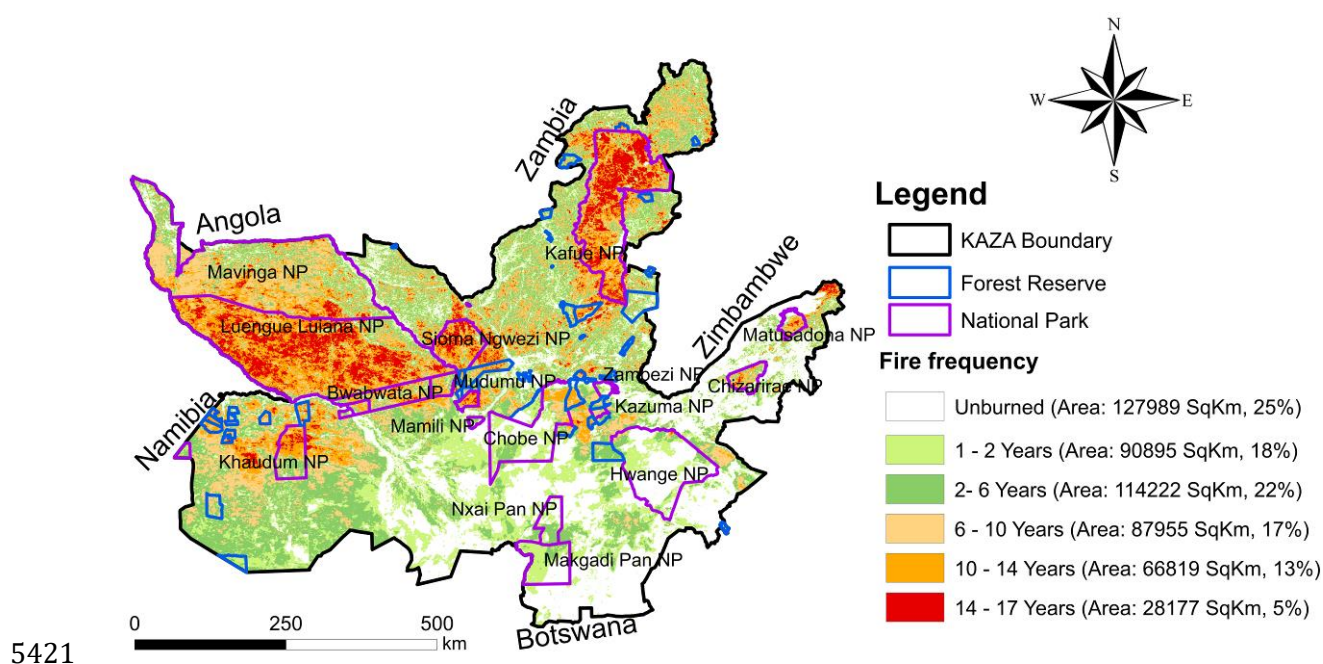 N
W E
S
Zambia
Angola
Mavinga NP
Kafue NP
Zimbambwe
Luengue Luiana NP
Sioma Ngwezi NP
Matusadona NP
Bwabwata NP
Mudumu NP
Zambezi NP
Chizarirae NP
Namibia
Mamili NP
Kazuma NP
Chobe NP
Khaudum NP
Hwange NP
Nxai Pan NP
Makgadi Pan NP
Botswana
0 250 500
km
Legend
KAZA Boundary
Forest Reserve
National Park
Fire frequency
Unburned (Area: 127989 SqKm, 25%)
1 - 2 Years (Area: 90895 SqKm, 18%)
2- 6 Years (Area: 114222 SqKm, 22%)
6 - 10 Years (Area: 87955 SqKm, 17%)
10 - 14 Years (Area: 66819 SqKm, 13%)
14 - 17 Years (Area: 28177 SqKm, 5%)
5421